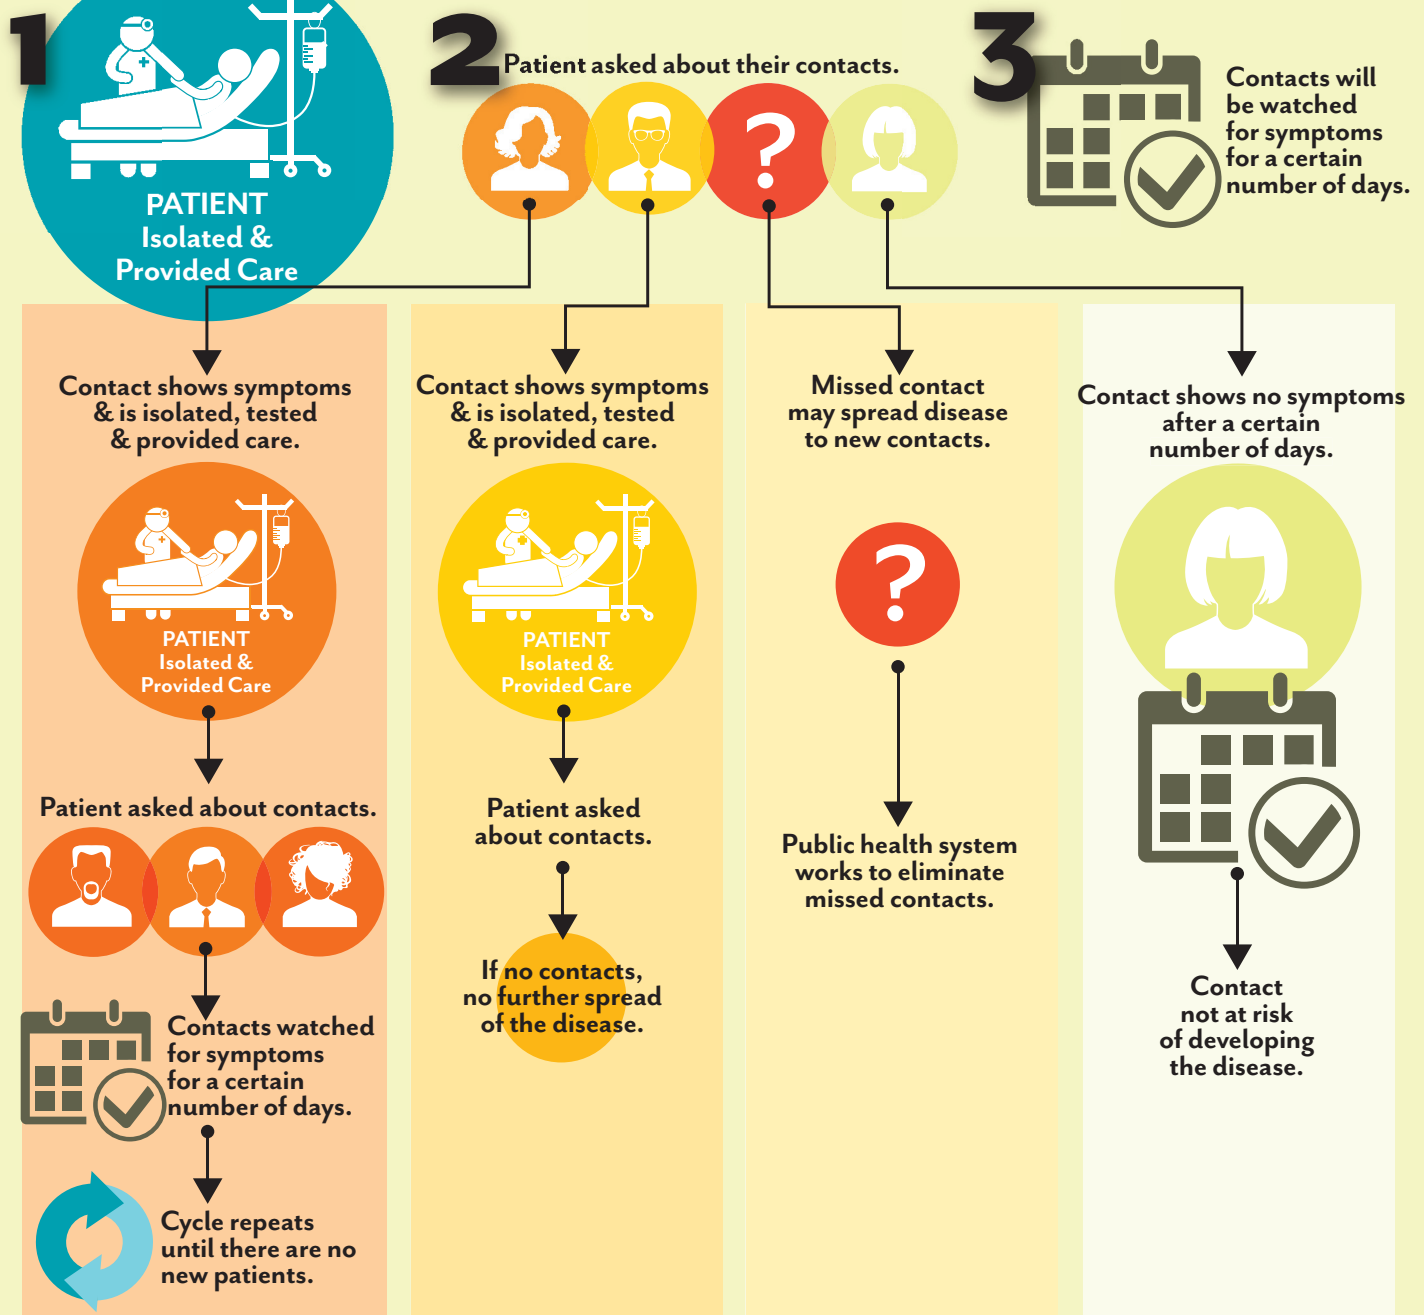 1
PATIENT
Isolated &
Provided Care
2
Patient asked about their contacts.
?
3
Contacts will
be watched
for symptoms
for a certain
number of days.
Contact shows symptoms
& is isolated, tested
& provided care.
PATIENT
Isolated &
Provided Care
Patient asked about contacts.
Contacts watched
for symptoms
for a certain
number of days.
Cycle repeats
until there are no
new patients.
Contact shows symptoms
& is isolated, tested
& provided care.
PATIENT
Isolated &
Provided Care
Patient asked
about contacts.
If no contacts,
no further spread
of the disease.
Missed contact
may spread disease
to new contacts.
?
Public health system
works to eliminate
missed contacts.
Contact shows no symptoms
after a certain
number of days.
Contact
not at risk
of developing
the disease.